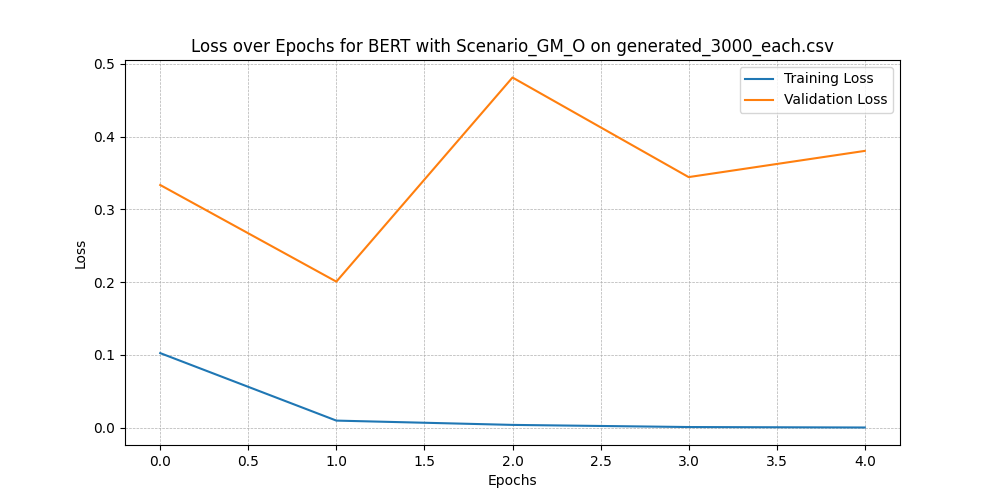 Loss over Epochs for BERT with Scenario_GM_O on generated_3000_each.csv
Training Loss
Validation Loss
0.5
0.4
0.3
0.2
0.1
0.0
Loss
0.0 0.5 1.0 1.5 2.0 2.5 3.0 3.5 4.0
Epochs